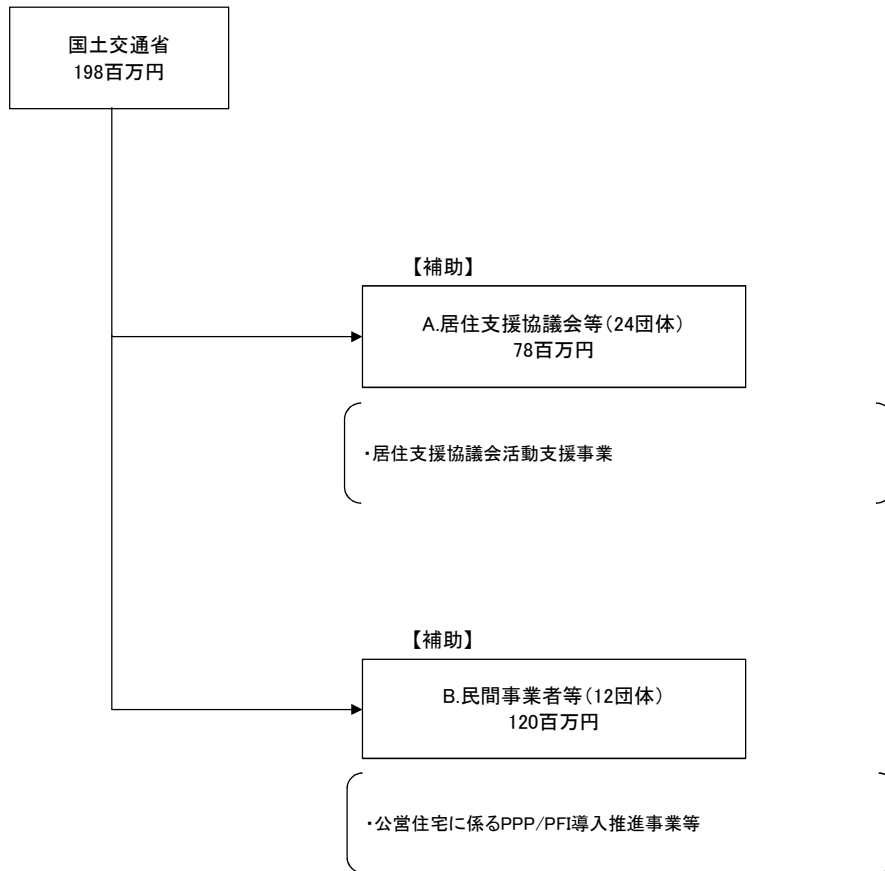 国土交通省
198百万円
【補助】
A.居住支援協議会等(24団体)
78百万円
・居住支援協議会活動支援事業
【補助】
B.民間事業者等(12団体)
120百万円
・公営住宅に係るPPP/PFI導入推進事業等